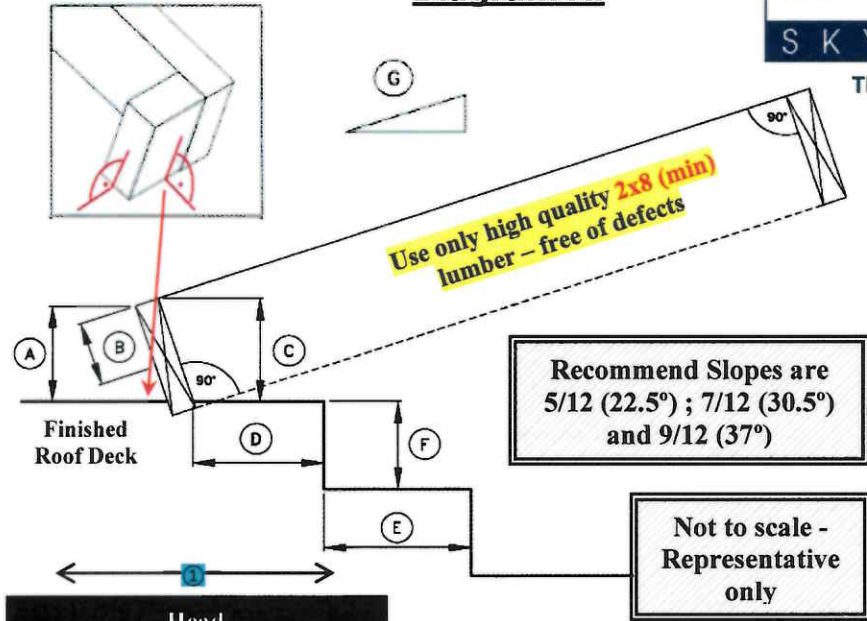 S K Y
G
90°
Use only high quality 2x8 (min)
lumber – free of defects
A
B
C
90°
Finished
Roof Deck
D
F
E
Recommend Slopes are
5/12 (22.5º) ; 7/12 (30.5º)
and 9/12 (37º)
Not to scale -
Representative
only
1
Head